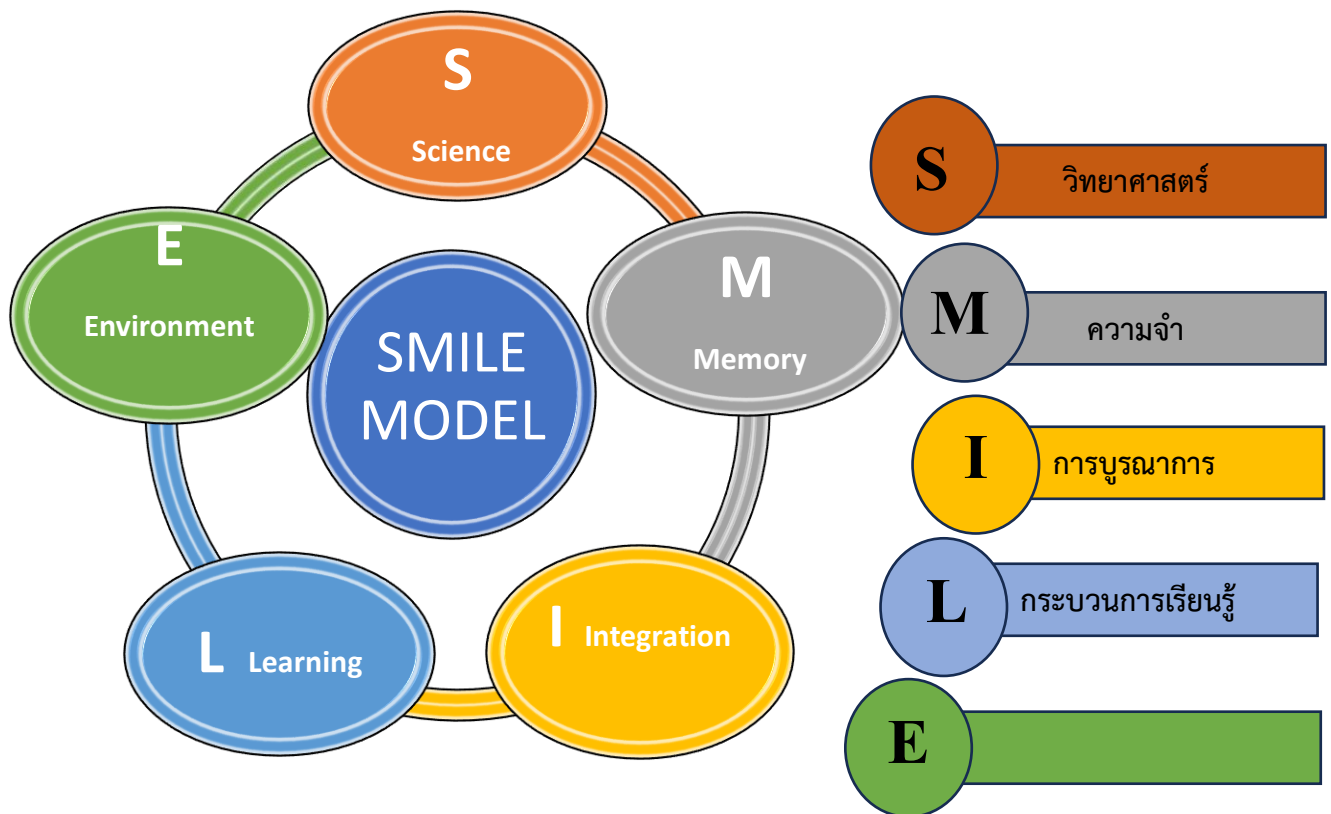 S
Science
E
Environment
M
Memory
SMILE
MODEL
I Integration
L Learning
S วิทยาศาสตร์
M ความจำ
I การบูรณาการ
L กระบวนการเรียนรู้
E